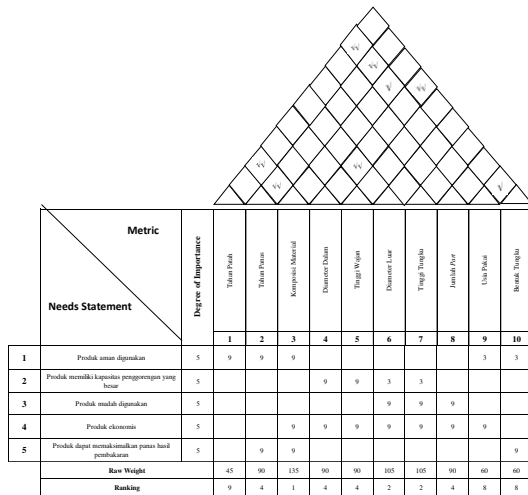 √√
√√
√ √√
√√ √√
√√ √
Metric
Needs Statement
Degree of Importance
Tahan Patah
Tahan Panas
Komposisi Material
Diameter Dalam
Tinggi Wajan
Diameter Luar
Tinggi Tungku
Jumlah Part
Usia Pakai
Bentuk Tungku
1 2 3 4 5 6 7 8 9 10
1 Produk aman digunakan 5 9 9 9 3 3
2 Produk memiliki kapasitas penggorengan yang
besar 5 9 9 3 3
3 Produk mudah digunakan 5 9 9 9
4 Produk ekonomis 5 9 9 9 9 9 9 9
5 Produk dapat memaksimalkan panas hasil
pembakaran 5 9 9 9
Raw Weight 45 90 135 90 90 105 105 90 60 60
Ranking 9 4 1 4 4 2 2 4 8 8